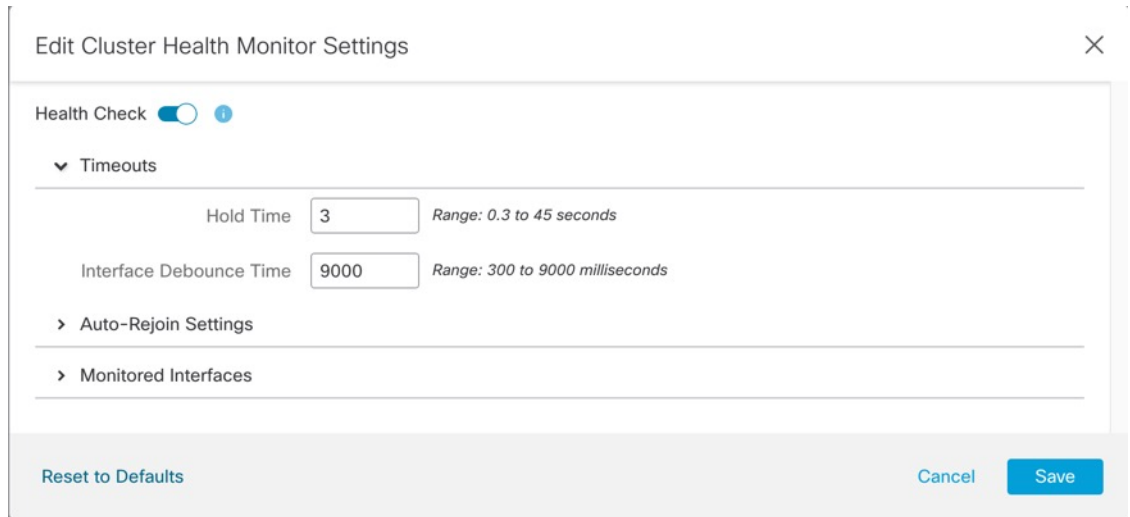 Edit Cluster Health Monitor Settings
Health Check
Timeouts
Hold Time 3 Range: 0.3 to 45 seconds
Interface Debounce Time 9000 Range: 300 to 9000 milliseconds
Auto-Rejoin Settings
Monitored Interfaces
Reset to Defaults Cancel Save